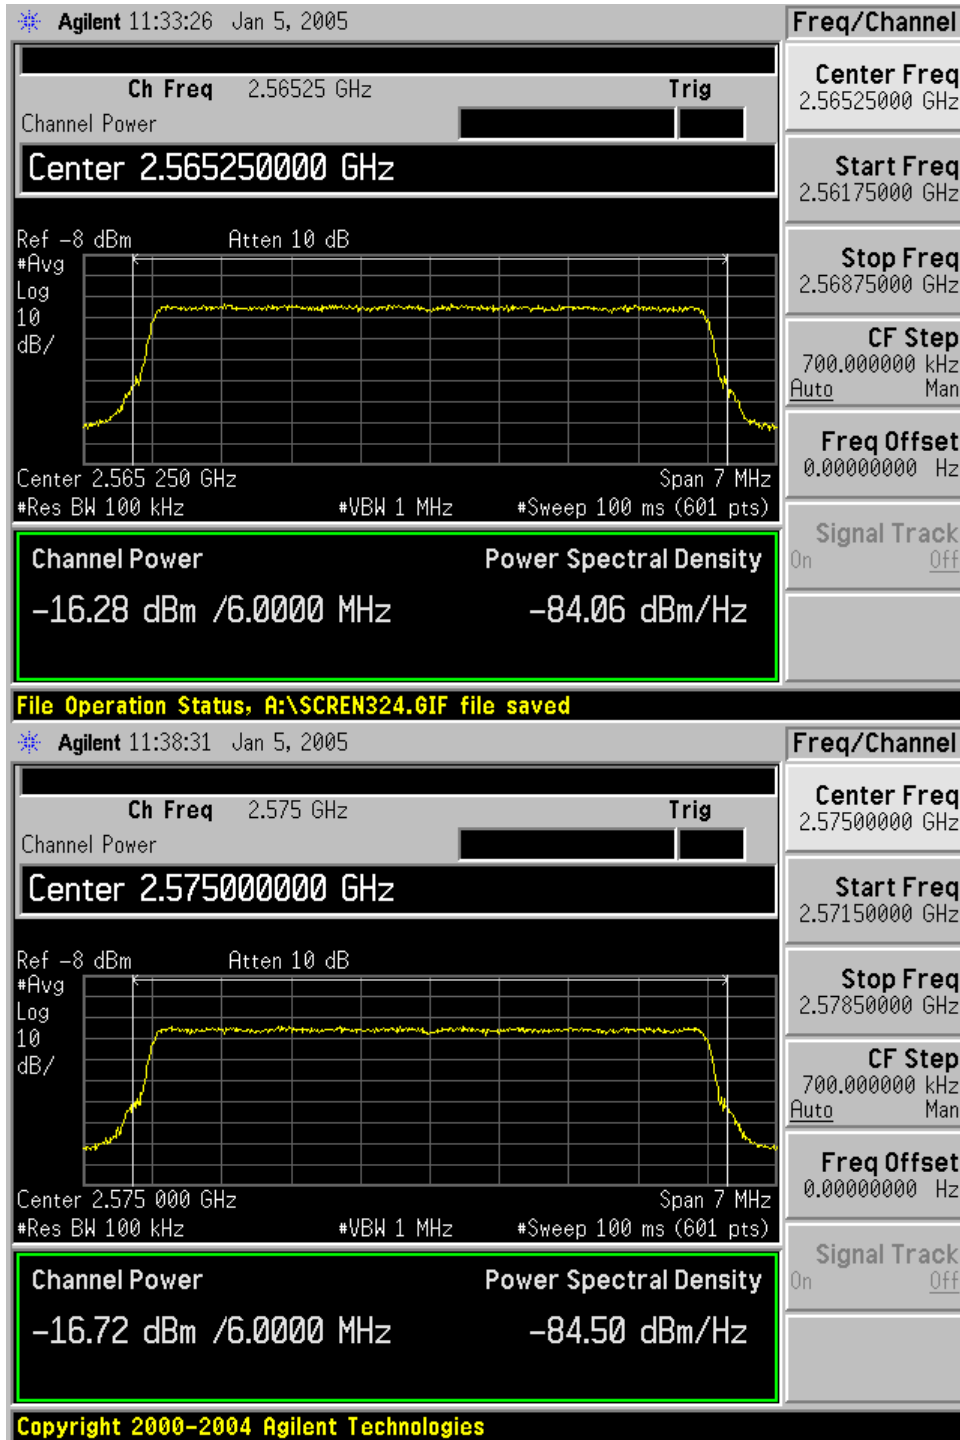 Agilent 11:33:26 Jan 5, 2005
Freq/Channel
Ch Freq 2.56525 GHz Trig
Channel Power
Center 2.565250000 GHz
Ref -8 dBm Atten 10 dB
#Avg
Log
10
dB/
Center 2.565 250 GHz Span 7 MHz
#Res BW 100 kHz #VBW 1 MHz #Sweep 100 ms (601 pts)
Channel Power Power Spectral Density
-16.28 dBm /6.0000 MHz -84.06 dBm/Hz
File Operation Status, A:\SCREN324.GIF file saved
Center Freq
2.56525000 GHz
Start Freq
2.56175000 GHz
Stop Freq
2.56875000 GHz
CF Step
700.000000 kHz
Auto Man
Freq Offset
0.00000000 Hz
Signal Track
On Off
Agilent 11:38:31 Jan 5, 2005
Freq/Channel
Ch Freq 2.575 GHz Trig
Channel Power
Center 2.575000000 GHz
Ref -8 dBm Atten 10 dB
#Avg
Log
10
dB/
Center 2.575 000 GHz Span 7 MHz
#Res BW 100 kHz #VBW 1 MHz #Sweep 100 ms (601 pts)
Channel Power Power Spectral Density
-16.72 dBm /6.0000 MHz -84.50 dBm/Hz
Copyright 2000-2004 Agilent Technologies
Center Freq
2.57500000 GHz
Start Freq
2.57150000 GHz
Stop Freq
2.57850000 GHz
CF Step
700.000000 kHz
Auto Man
Freq Offset
0.00000000 Hz
Signal Track
On Off